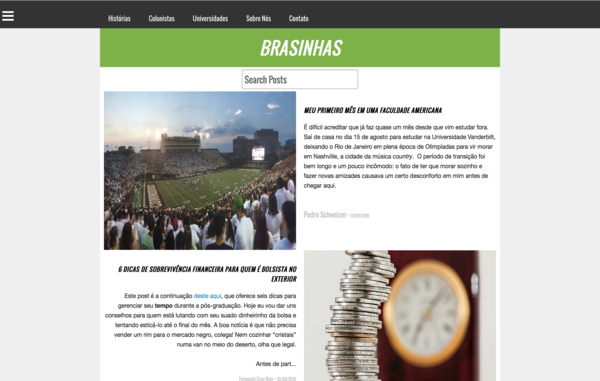 Histórias Colunistas Universidades Sobre Nós Contato
BRASINHAS
Search Posts
MEU PRIMEIRO MÊS EM UMA FACULDADE AMERICANA
É difícil acreditar que já faz quase um mês desde que vim estudar fora.
Saí de casa no dia 15 de agosto para estudar na Universidade Vanderbilt,
deixando o Rio de Janeiro em plena época de Olimpíadas para vir morar
em Nashville, a cidade da música country. O período de transição foi
bem longo e um pouco incômodo: o fato de ter que morar sozinho e
fazer novas amizades causava um certo desconforto em mim antes de
chegar aqui.
Pedro Schweizer -
6 DICAS DE SOBREVIVÊNCIA FINANCEIRA PARA QUEM É BOLSISTA NO
EXTERIOR
Este post é a continuação deste aqui, que oferece seis dicas para
gerenciar seu tempo durante a pós-graduação. Hoje eu vou dar uns
conselhos para quem está lutando com seu suado dinheirinho da bolsa e
tentando esticá-lo até o final do mês. A boa notícia é que não precisa
vender um rim para o mercado negro, colega! Nem cozinhar “cristais”
numa van no meio do deserto, olha que legal.
Antes de part...